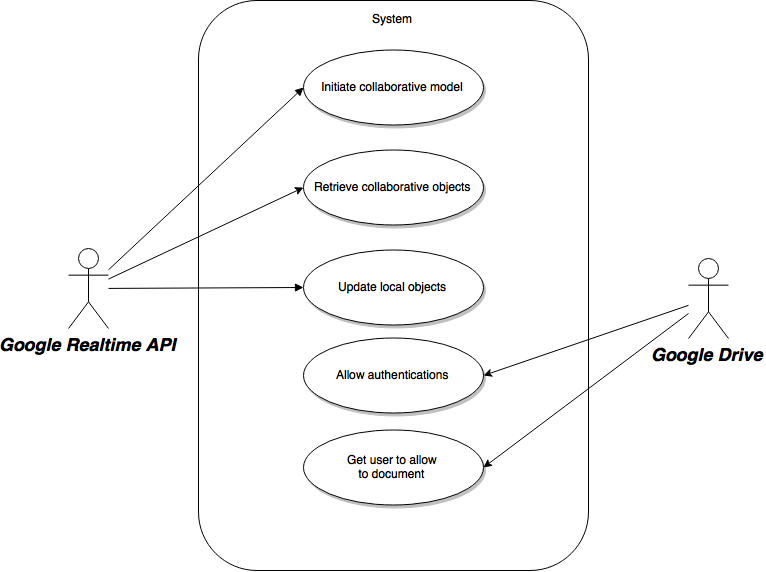 System
Initiate collaborative model
Retrieve collaborative objects
Update local objects
Google Realtime API
Google Drive
Allow authentications
Get user to allow
to document